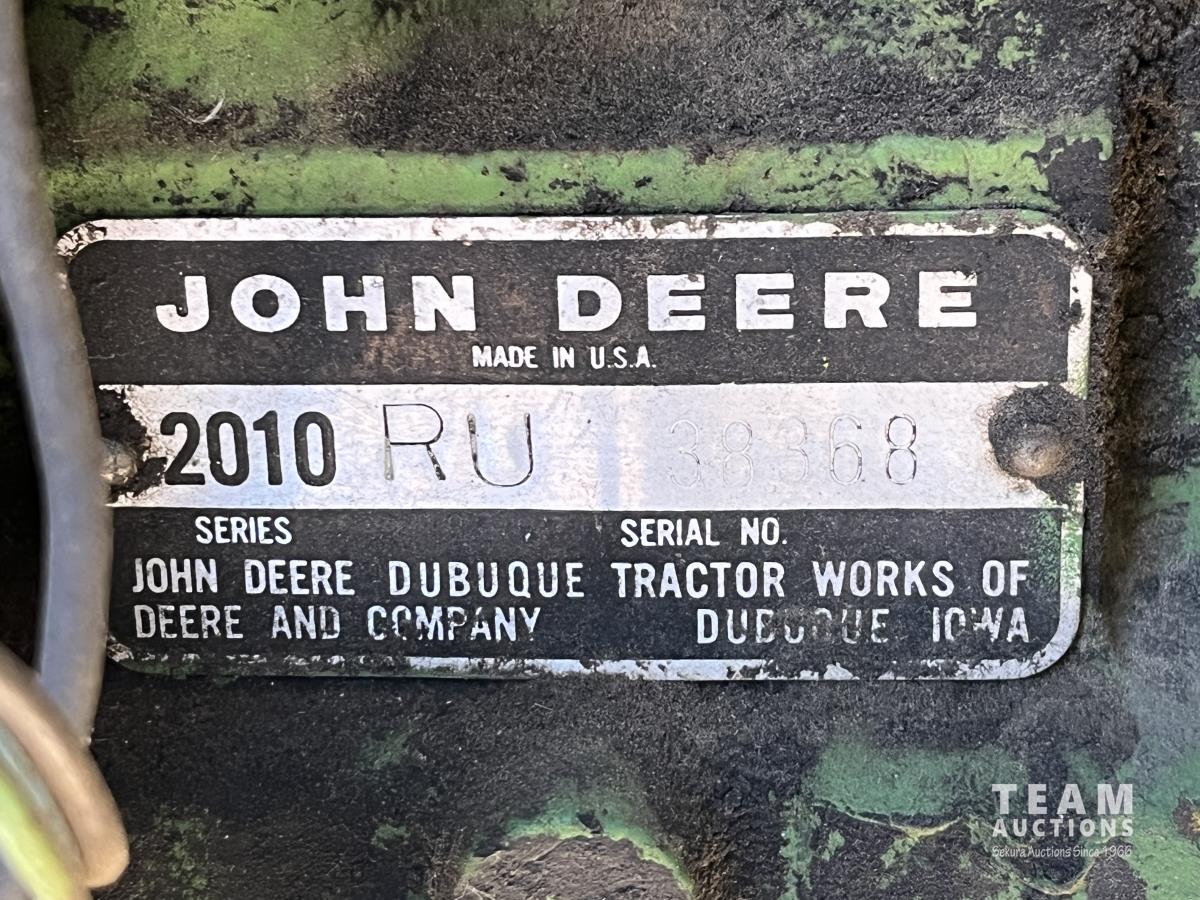 JOHN DEERE
MADE IN U.S.A.
2010 RU 38368
SERIES SERIAL NO.
JOHN DEERE DUBUQUE TRACTOR WORKS OF
DEERE AND COMPANY DUBUQUE IOWA
TEAM
AUCTIONS
Sekura Auctions Since 1966